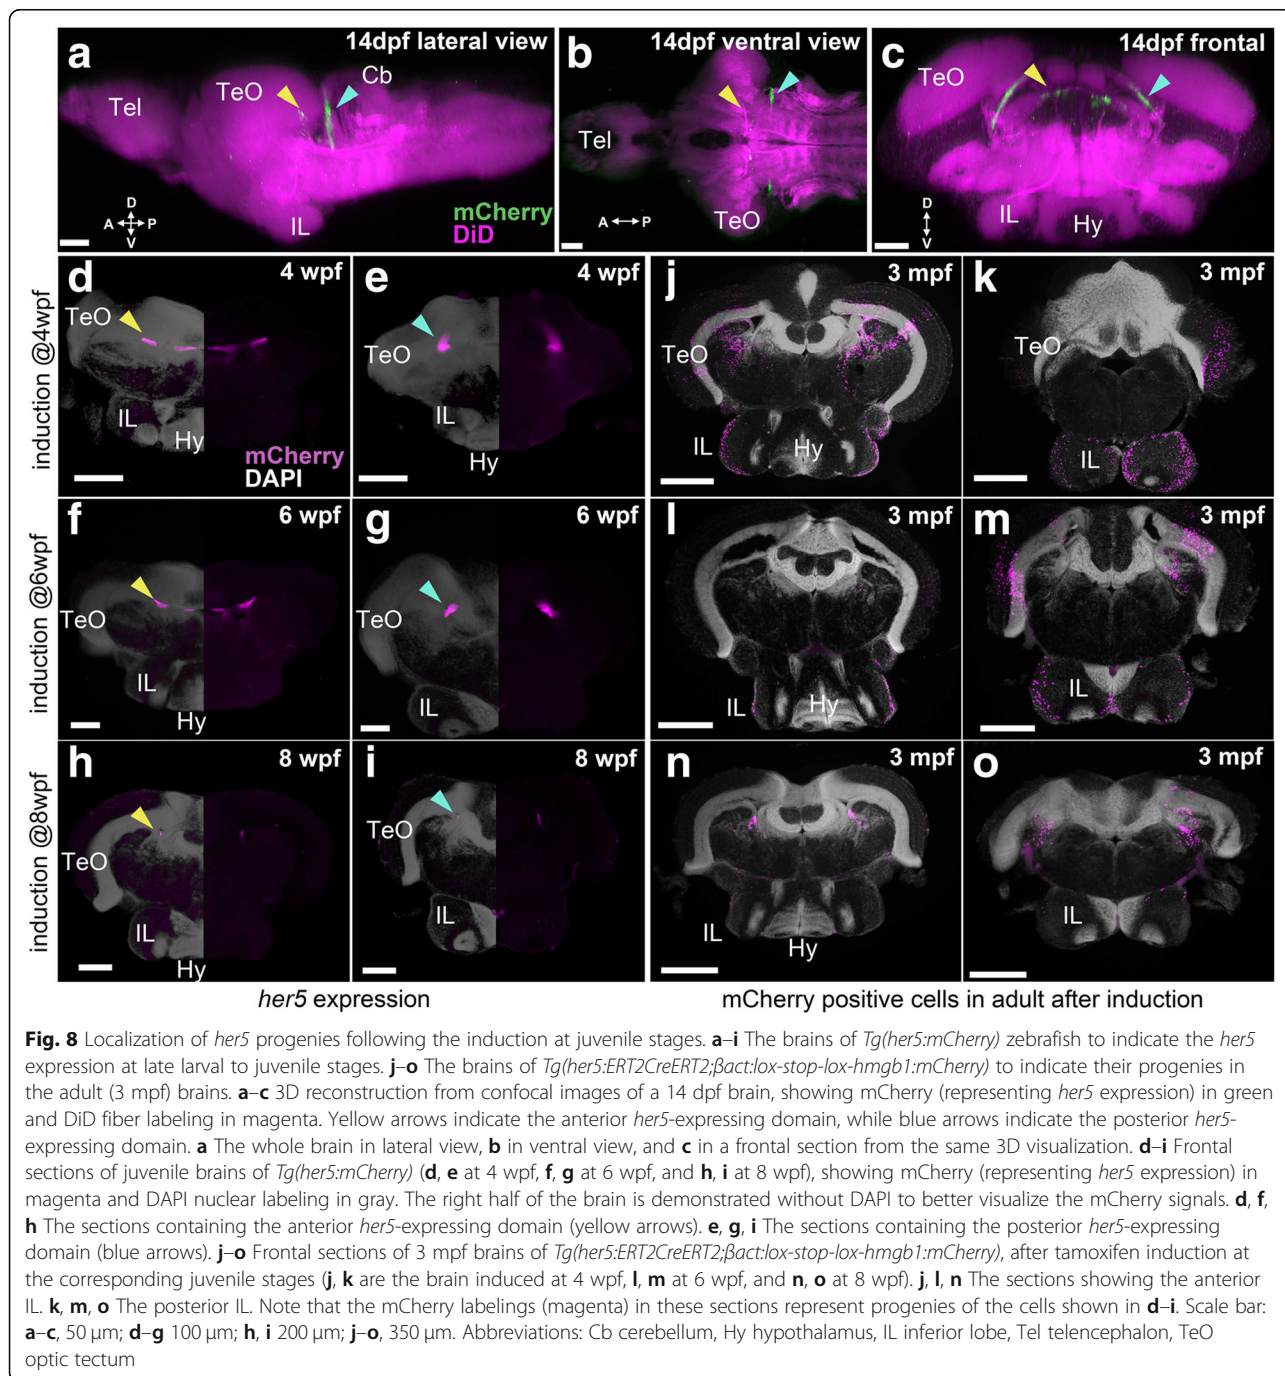 a
14dpf lateral view
Tel
TeO
Cb
IL
D
A P
V
mCherry
DiD
b
14dpf ventral view
Tel
TeO
A P
c
14dpf frontal
TeO
IL
Hy
D
V
induction @4wpf
d
4 wpf
TeO
IL
Hy
mCherry
DAPI
e
4 wpf
TeO
IL
Hy
j
3 mpf
TeO
IL
Hy
k
3 mpf
TeO
IL
induction @6wpf
f
6 wpf
TeO
IL
Hy
g
6 wpf
TeO
IL
l
3 mpf
IL
Hy
m
3 mpf
IL
induction @8wpf
h
8 wpf
TeO
IL
Hy
i
8 wpf
TeO
IL
n
3 mpf
IL
Hy
o
3 mpf
IL
her5 expression
mCherry positive cells in adult after induction
Fig. 8 Localization of her5 progenies following the induction at juvenile stages. a–i The brains of Tg(her5:mCherry) zebrafish to indicate the her5
expression at late larval to juvenile stages. j–o The brains of Tg(her5:ERT2CreERT2;βact:lox-stop-lox-hmgb1:mCherry) to indicate their progenies in
the adult (3 mpf) brains. a–c 3D reconstruction from confocal images of a 14 dpf brain, showing mCherry (representing her5 expression) in green
and DiD fiber labeling in magenta. Yellow arrows indicate the anterior her5-expressing domain, while blue arrows indicate the posterior her5-
expressing domain. a The whole brain in lateral view, b in ventral view, and c in a frontal section from the same 3D visualization. d–i Frontal
sections of juvenile brains of Tg(her5:mCherry) (d, e at 4 wpf, f, g at 6 wpf, and h, i at 8 wpf), showing mCherry (representing her5 expression) in
magenta and DAPI nuclear labeling in gray. The right half of the brain is demonstrated without DAPI to better visualize the mCherry signals. d, f,
h The sections containing the anterior her5-expressing domain (yellow arrows). e, g, i The sections containing the posterior her5-expressing
domain (blue arrows). j–o Frontal sections of 3 mpf brains of Tg(her5:ERT2CreERT2;βact:lox-stop-lox-hmgb1:mCherry), after tamoxifen induction at
the corresponding juvenile stages (j, k are the brain induced at 4 wpf, l, m at 6 wpf, and n, o at 8 wpf). j, l, n The sections showing the anterior
IL. k, m, o The posterior IL. Note that the mCherry labelings (magenta) in these sections represent progenies of the cells shown in d–i. Scale bar:
a–c, 50 μm; d–g 100 μm; h, i 200 μm; j–o, 350 μm. Abbreviations: Cb cerebellum, Hy hypothalamus, IL inferior lobe, Tel telencephalon, TeO
optic tectum